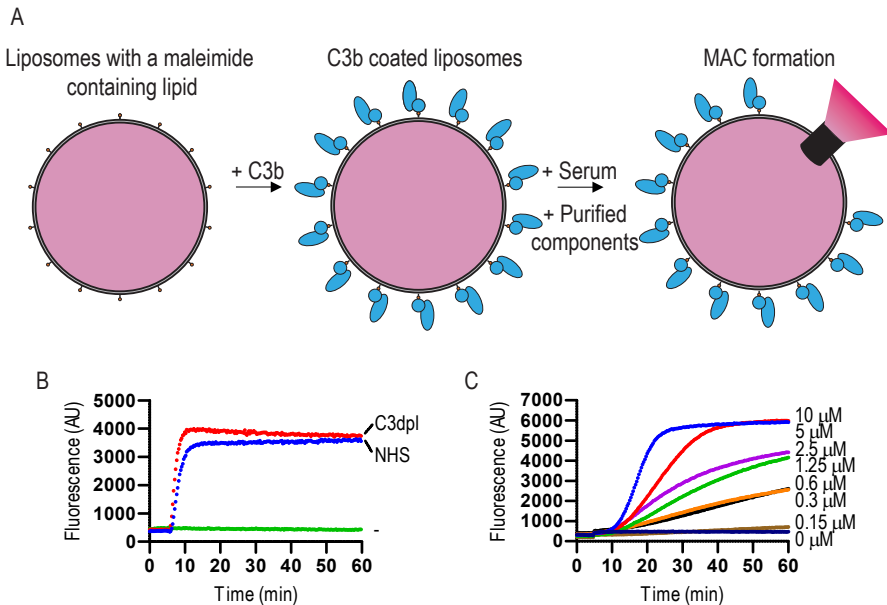 A
Liposomes with a maleimide
containing lipid
C3b coated liposomes
MAC formation
+ C3b
+ Serum
+ Purified
components
B
Fluorescence (AU)
5000
4000
3000
2000
1000
0
0 10 20 30 40 50 60
Time (min)
C3dpl
NHS
-
C
Fluorescence (AU)
7000
6000
5000
4000
3000
2000
1000
0
0 10 20 30 40 50 60
Time (min)
10 µM
5 µM
2.5 µM
1.25 µM
0.6 µM
0.3 µM
0.15 µM
0 µM